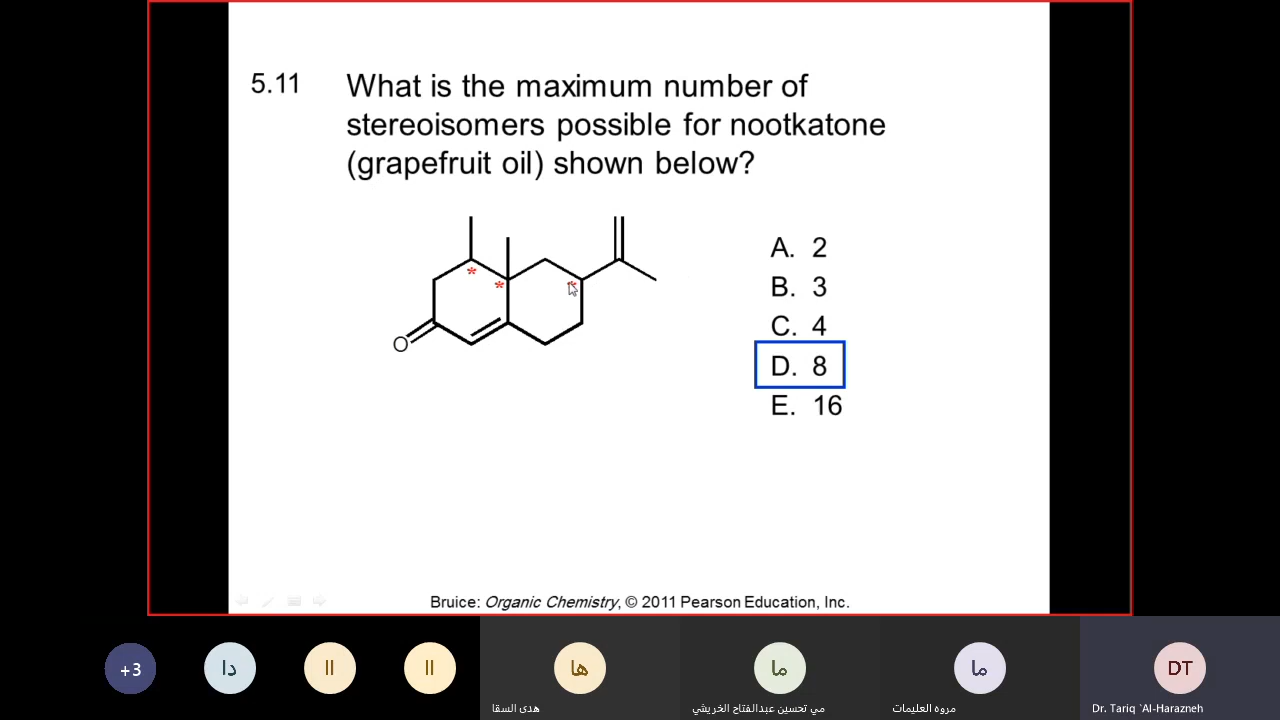 5.11 What is the maximum number of
stereoisomers possible for nootkatone
(grapefruit oil) shown below?
*
*
*
O
A. 2
B. 3
C. 4
D. 8
E. 16
Bruice: Organic Chemistry, © 2011 Pearson Education, Inc.
+3
دا
اا
اا
ها
ما
ما
DT
هدى السقا
مي تحسين عبدالفتاح الخريشي
مروه العليمات
Dr. Tariq `Al-Harazneh